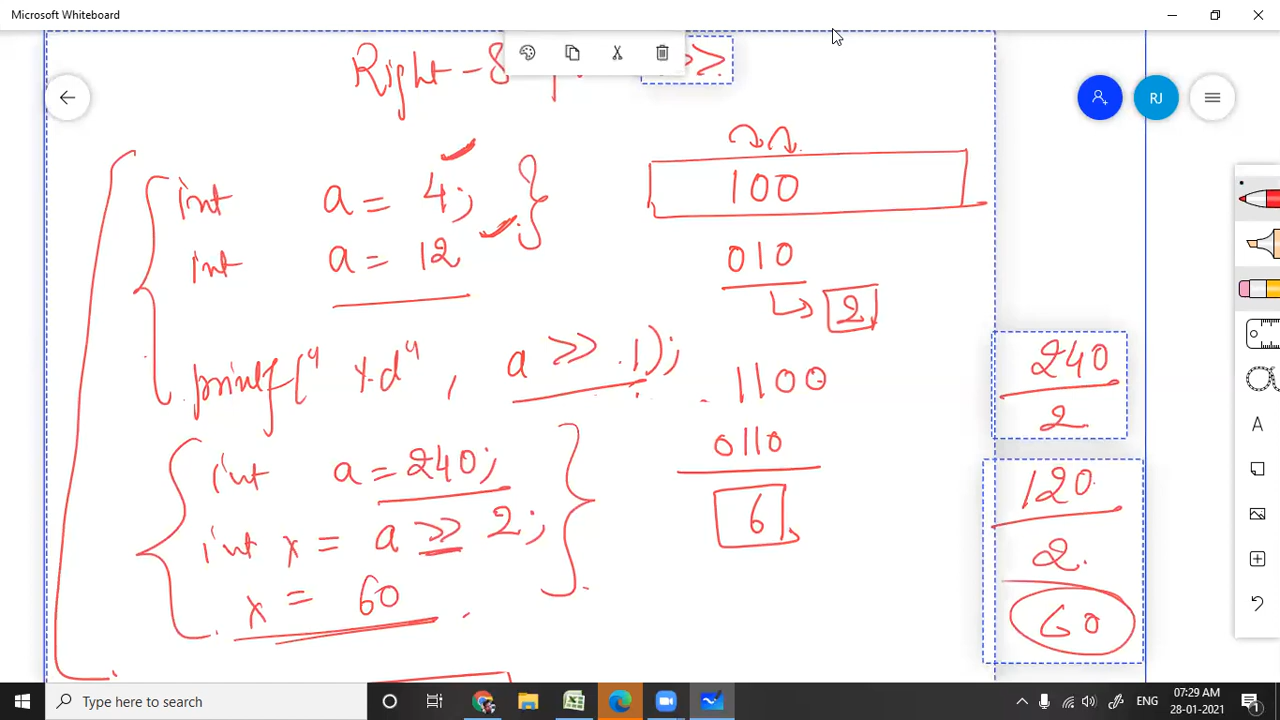 Microsoft Whiteboard
Right-S >>
RJ
int a = 4; }
int a = 12
100
010
2
printf("%d", a >> 1);
1100
0110
6
int a = 240;
int x = a >> 2;
x = 60
240
2
120
2
60
Type here to search
ENG
07:29 AM
28-01-2021